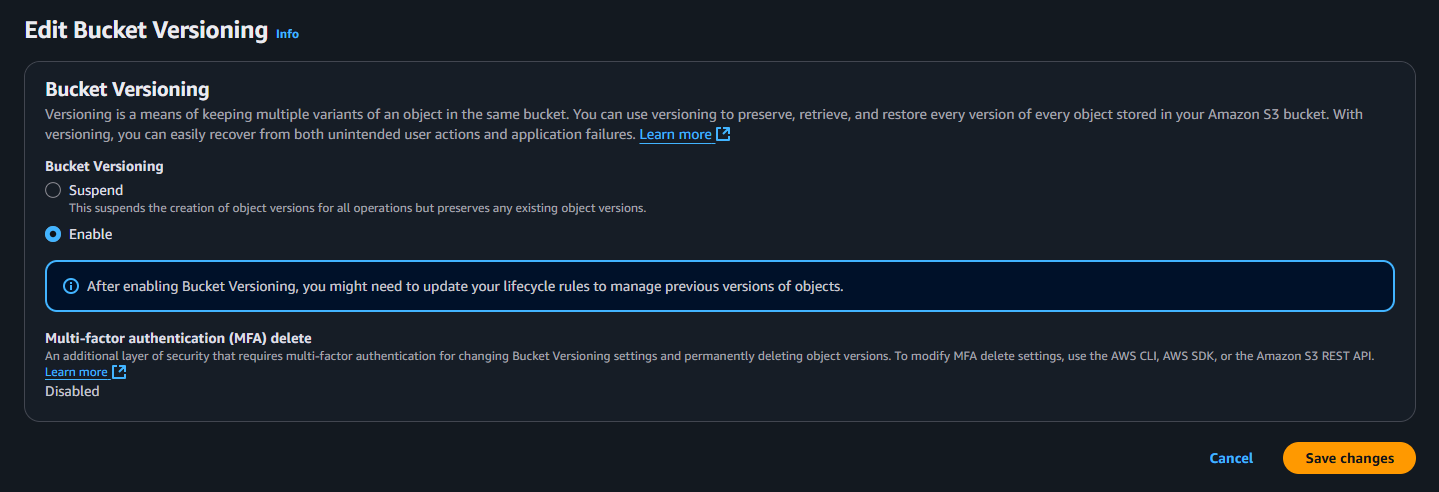 Edit Bucket Versioning Info
Bucket Versioning
Versioning is a means of keeping multiple variants of an object in the same bucket. You can use versioning to preserve, retrieve, and restore every version of every object stored in your Amazon S3 bucket. With
versioning, you can easily recover from both unintended user actions and application failures. Learn more
Bucket Versioning
Suspend
This suspends the creation of object versions for all operations but preserves any existing object versions.
Enable
After enabling Bucket Versioning, you might need to update your lifecycle rules to manage previous versions of objects.
Multi-factor authentication (MFA) delete
An additional layer of security that requires multi-factor authentication for changing Bucket Versioning settings and permanently deleting object versions. To modify MFA delete settings, use the AWS CLI, AWS SDK, or the Amazon S3 REST API.
Learn more
Disabled
Cancel Save changes